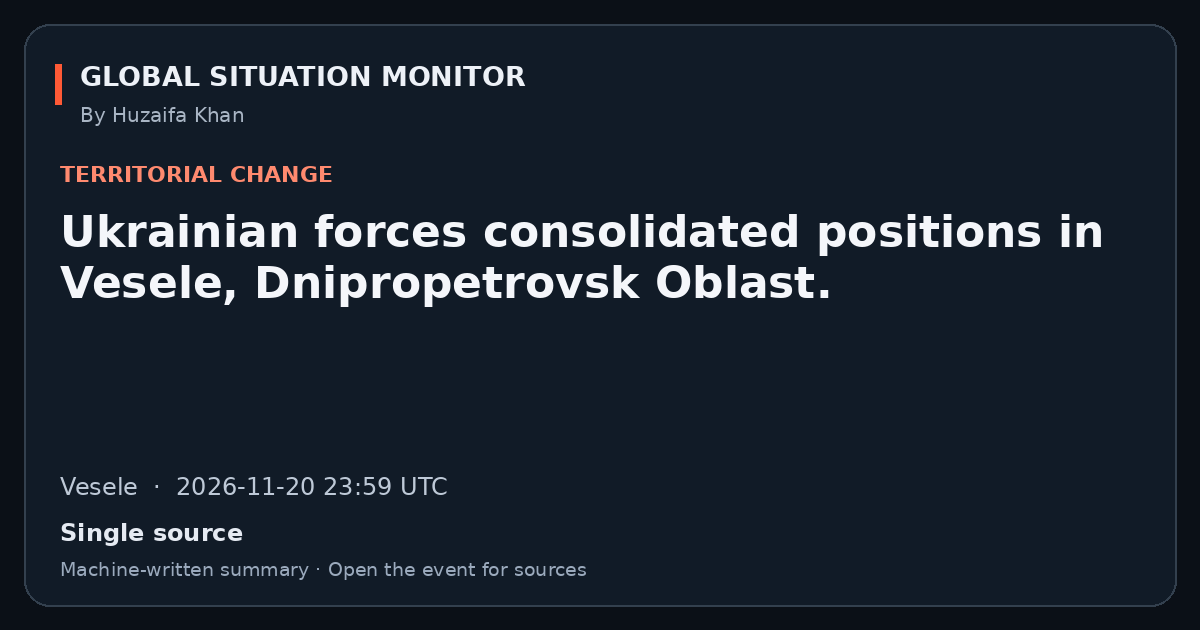 GLOBAL SITUATION MONITOR
By Huzaifa Khan
TERRITORIAL CHANGE
Ukrainian forces consolidated positions in
Vesele, Dnipropetrovsk Oblast.
Vesele · 2026-11-20 23:59 UTC
Single source
Machine-written summary · Open the event for sources